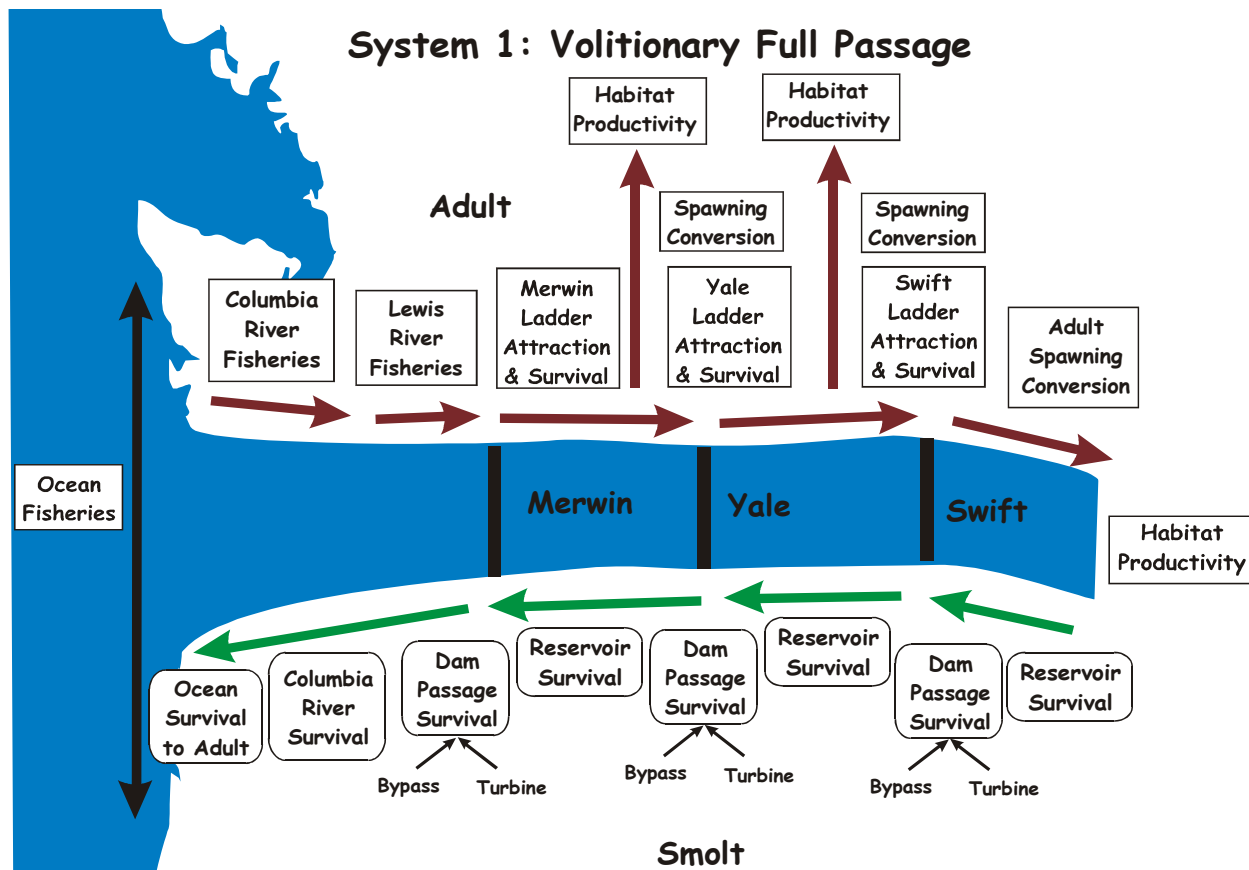 System 1: Volitionary Full Passage
Habitat
Productivity
Habitat
Productivity
Adult
Spawning
Conversion
Spawning
Conversion
Columbia
River
Fisheries
Lewis
River
Fisheries
Merwin
Ladder
Attraction
& Survival
Yale
Ladder
Attraction
& Survival
Swift
Ladder
Attraction
& Survival
Adult
Spawning
Conversion
Ocean
Fisheries
Merwin
Yale
Swift
Habitat
Productivity
Ocean
Survival
to Adult
Columbia
River
Survival
Dam
Passage
Survival
Reservoir
Survival
Dam
Passage
Survival
Reservoir
Survival
Dam
Passage
Survival
Reservoir
Survival
Bypass
Turbine
Bypass
Turbine
Bypass
Turbine
Smolt